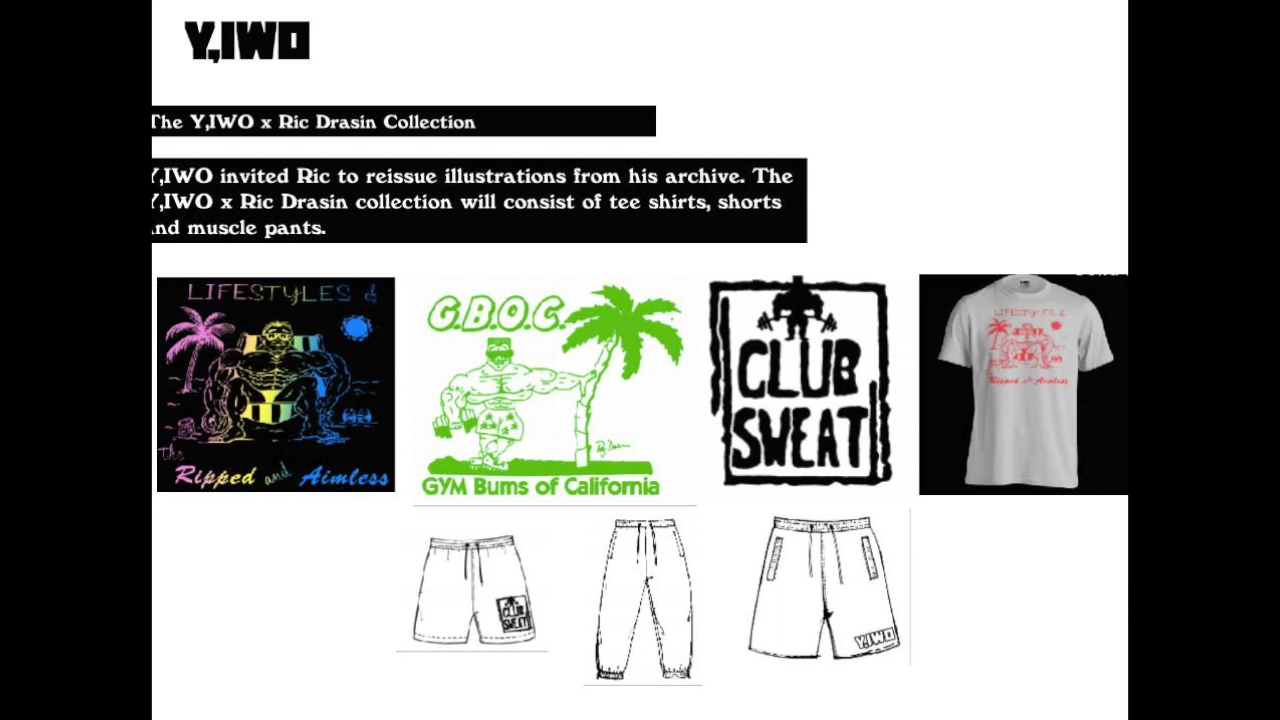 Y,IWO
The Y,IWO x Ric Drasin Collection
Y,IWO invited Ric to reissue illustrations from his archive. The
Y,IWO x Ric Drasin collection will consist of tee shirts, shorts
and muscle pants.
LIFESTYLES of
the
Ripped and Aimless
G.B.O.C.
GYM Bums of California
CLUB
SWEAT
LIFESTYLES of
Ripped and Aimless
CLUB
SWEAT
Y,IWO